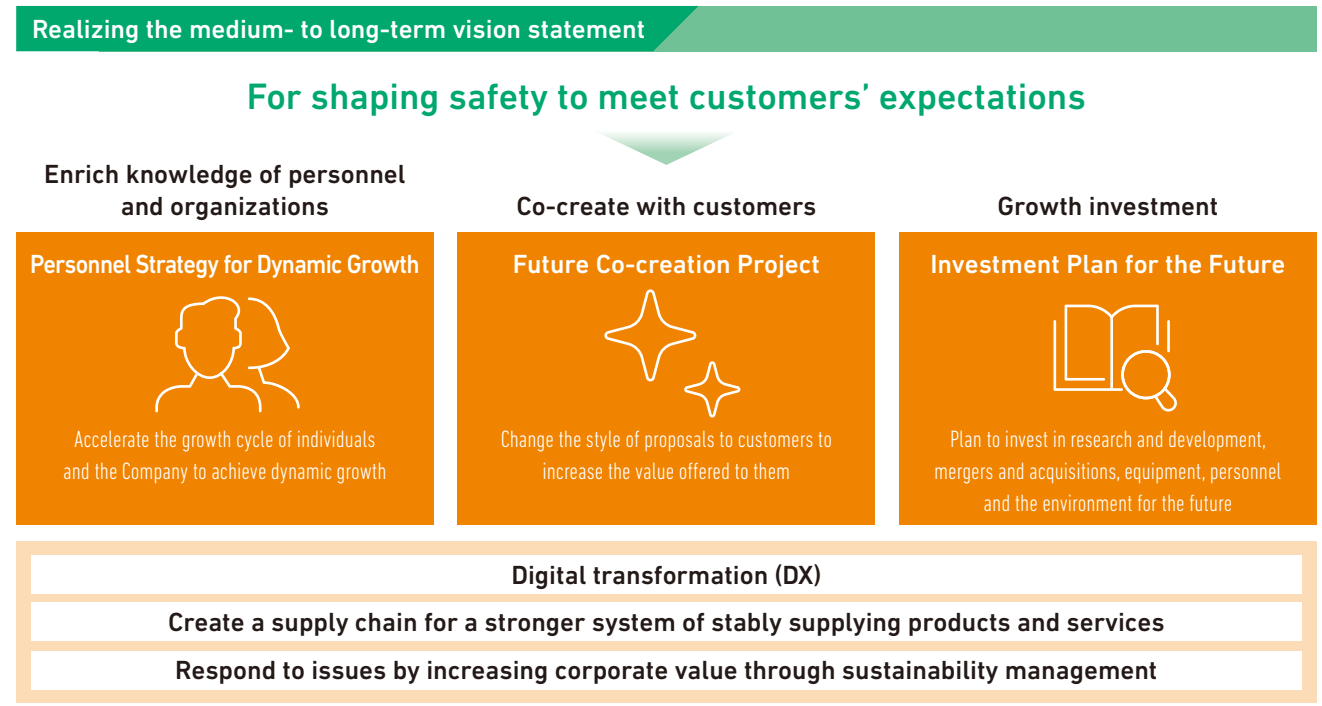 Realizing the medium- to long-term vision statement
For shaping safety to meet customers’ expectations
Enrich knowledge of personnel
and organizations
Personnel Strategy for Dynamic Growth
Accelerate the growth cycle of individuals
and the Company to achieve dynamic growth
Co-create with customers
Future Co-creation Project
Change the style of proposals to customers to
increase the value offered to them
Growth investment
Investment Plan for the Future
Plan to invest in research and development,
mergers and acquisitions, equipment, personnel
and the environment for the future
Digital transformation (DX)
Create a supply chain for a stronger system of stably supplying products and services
Respond to issues by increasing corporate value through sustainability management